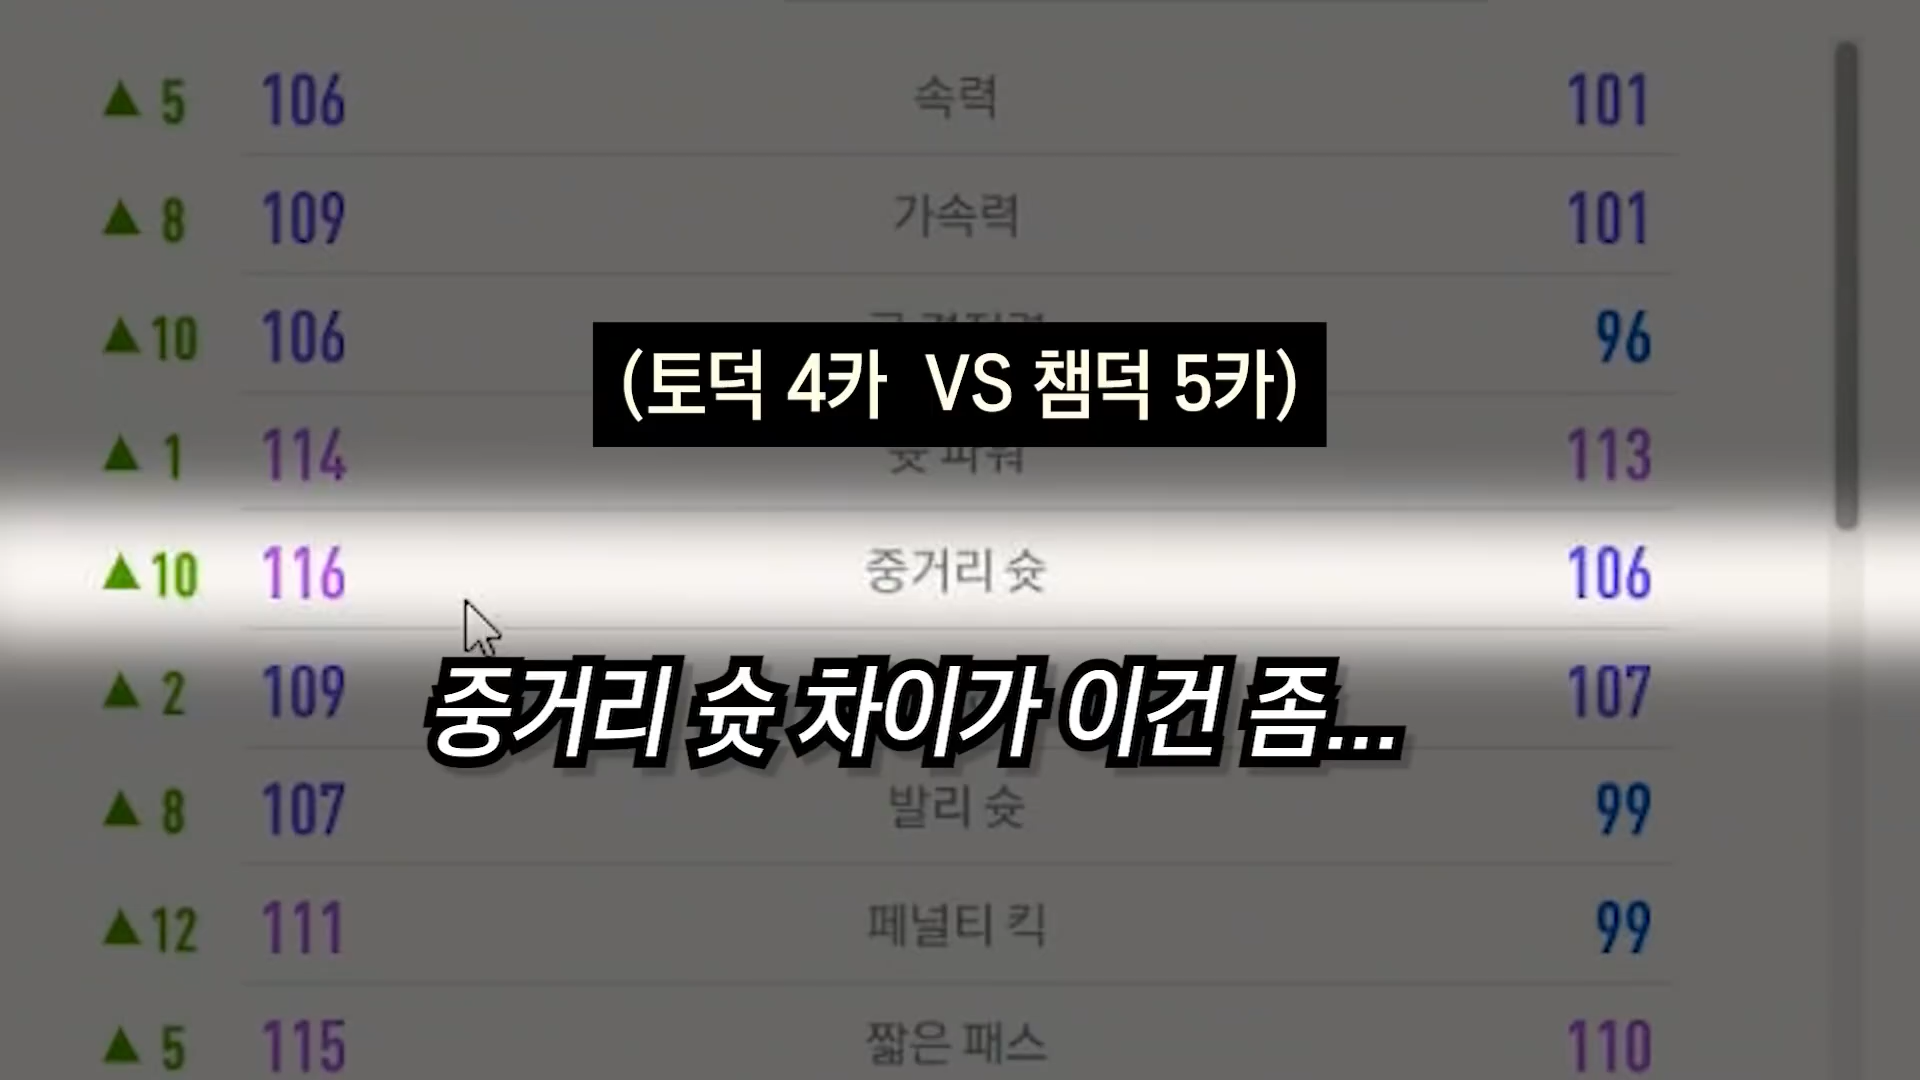 ▲ 5 106 속력 101
▲ 8 109 가속력 101
▲ 10 106 96
(토덕 4카 VS 챔덕 5카)
▲ 1 114 슛 파워 113
▲ 10 116 중거리 슛 106
▲ 2 109 107
중거리 슛 차이가 이건 좀...
▲ 8 107 발리 슛 99
▲ 12 111 페널티 킥 99
▲ 5 115 짧은 패스 110